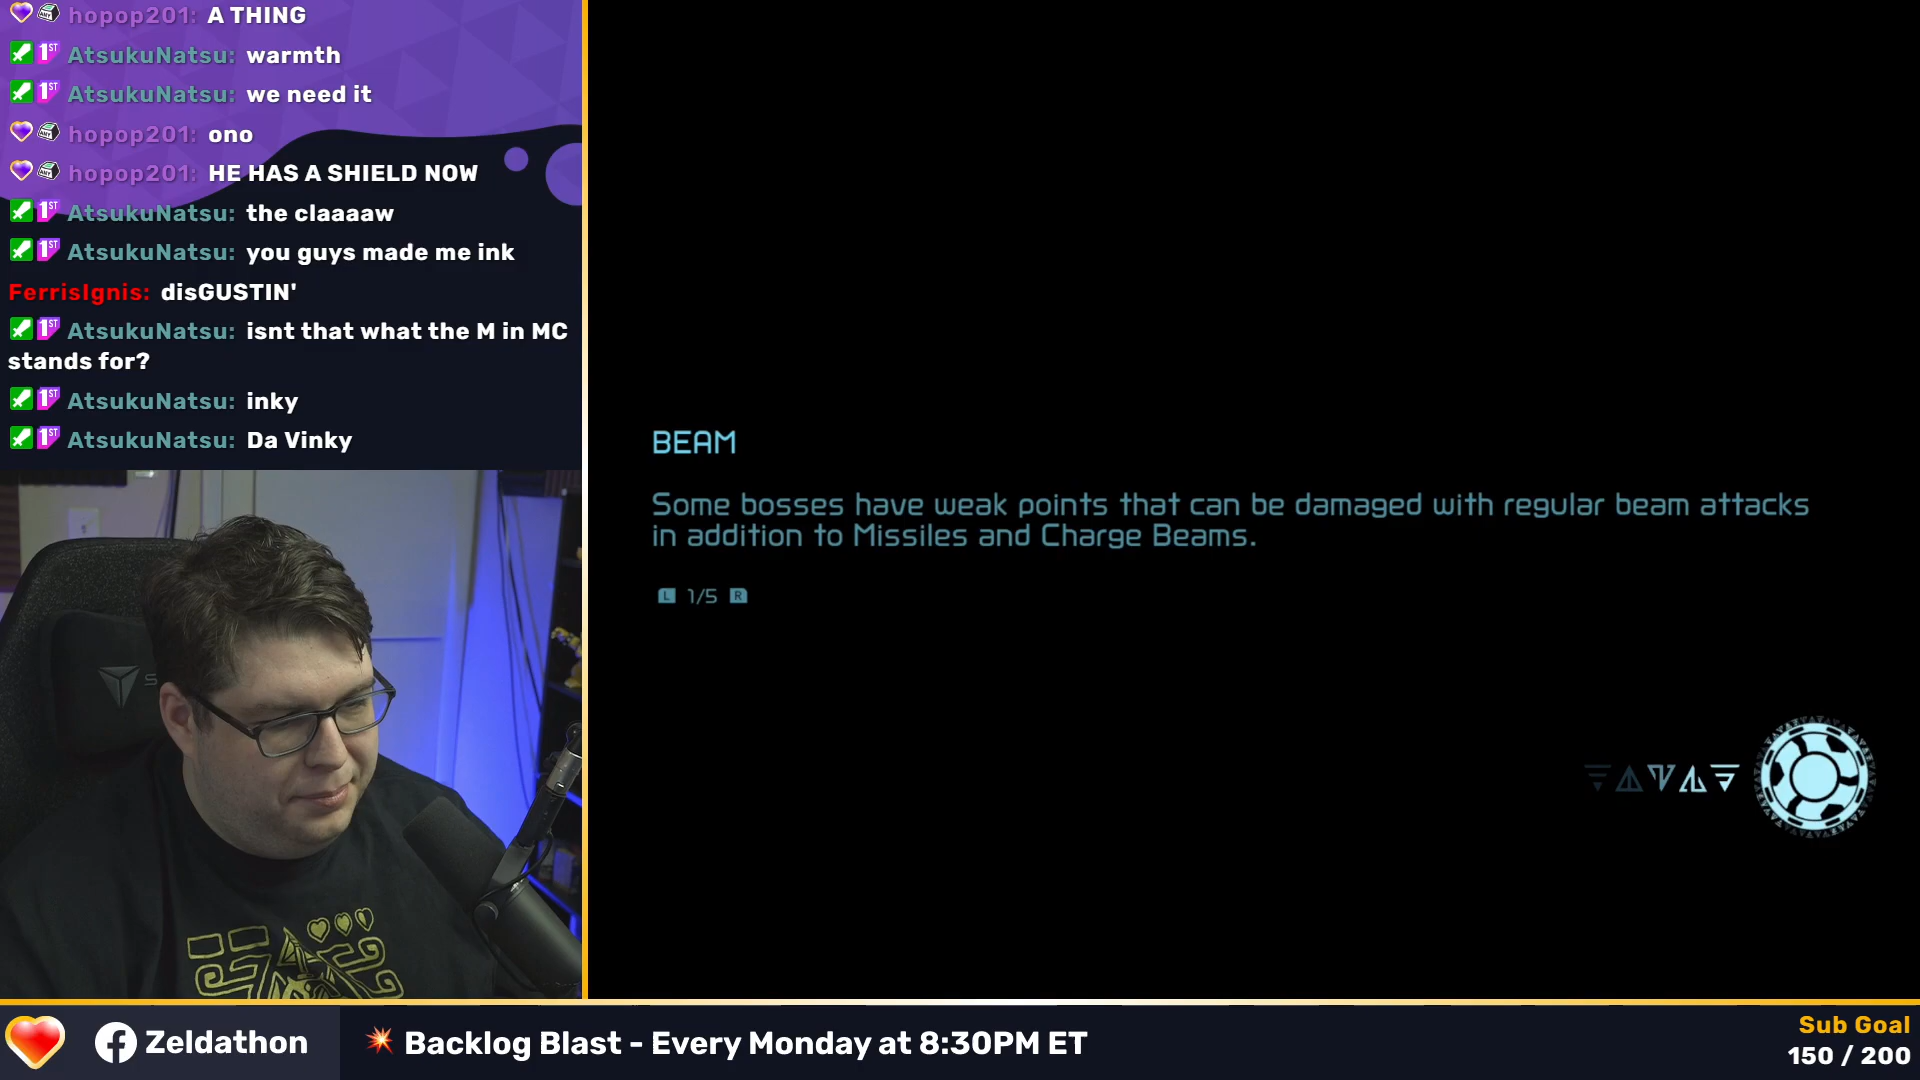 hopop201: A THING
AtsukuNatsu: warmth
AtsukuNatsu: we need it
hopop201: ono
hopop201: HE HAS A SHIELD NOW
AtsukuNatsu: the claaaaw
AtsukuNatsu: you guys made me ink
FerrisIgnis: disGUSTIN'
AtsukuNatsu: isnt that what the M in MC
stands for?
AtsukuNatsu: inky
AtsukuNatsu: Da Vinky
BEAM
Some bosses have weak points that can be damaged with regular beam attacks
in addition to Missiles and Charge Beams.
L 1/5 R
Zeldathon
Backlog Blast - Every Monday at 8:30PM ET
Sub Goal
150 / 200